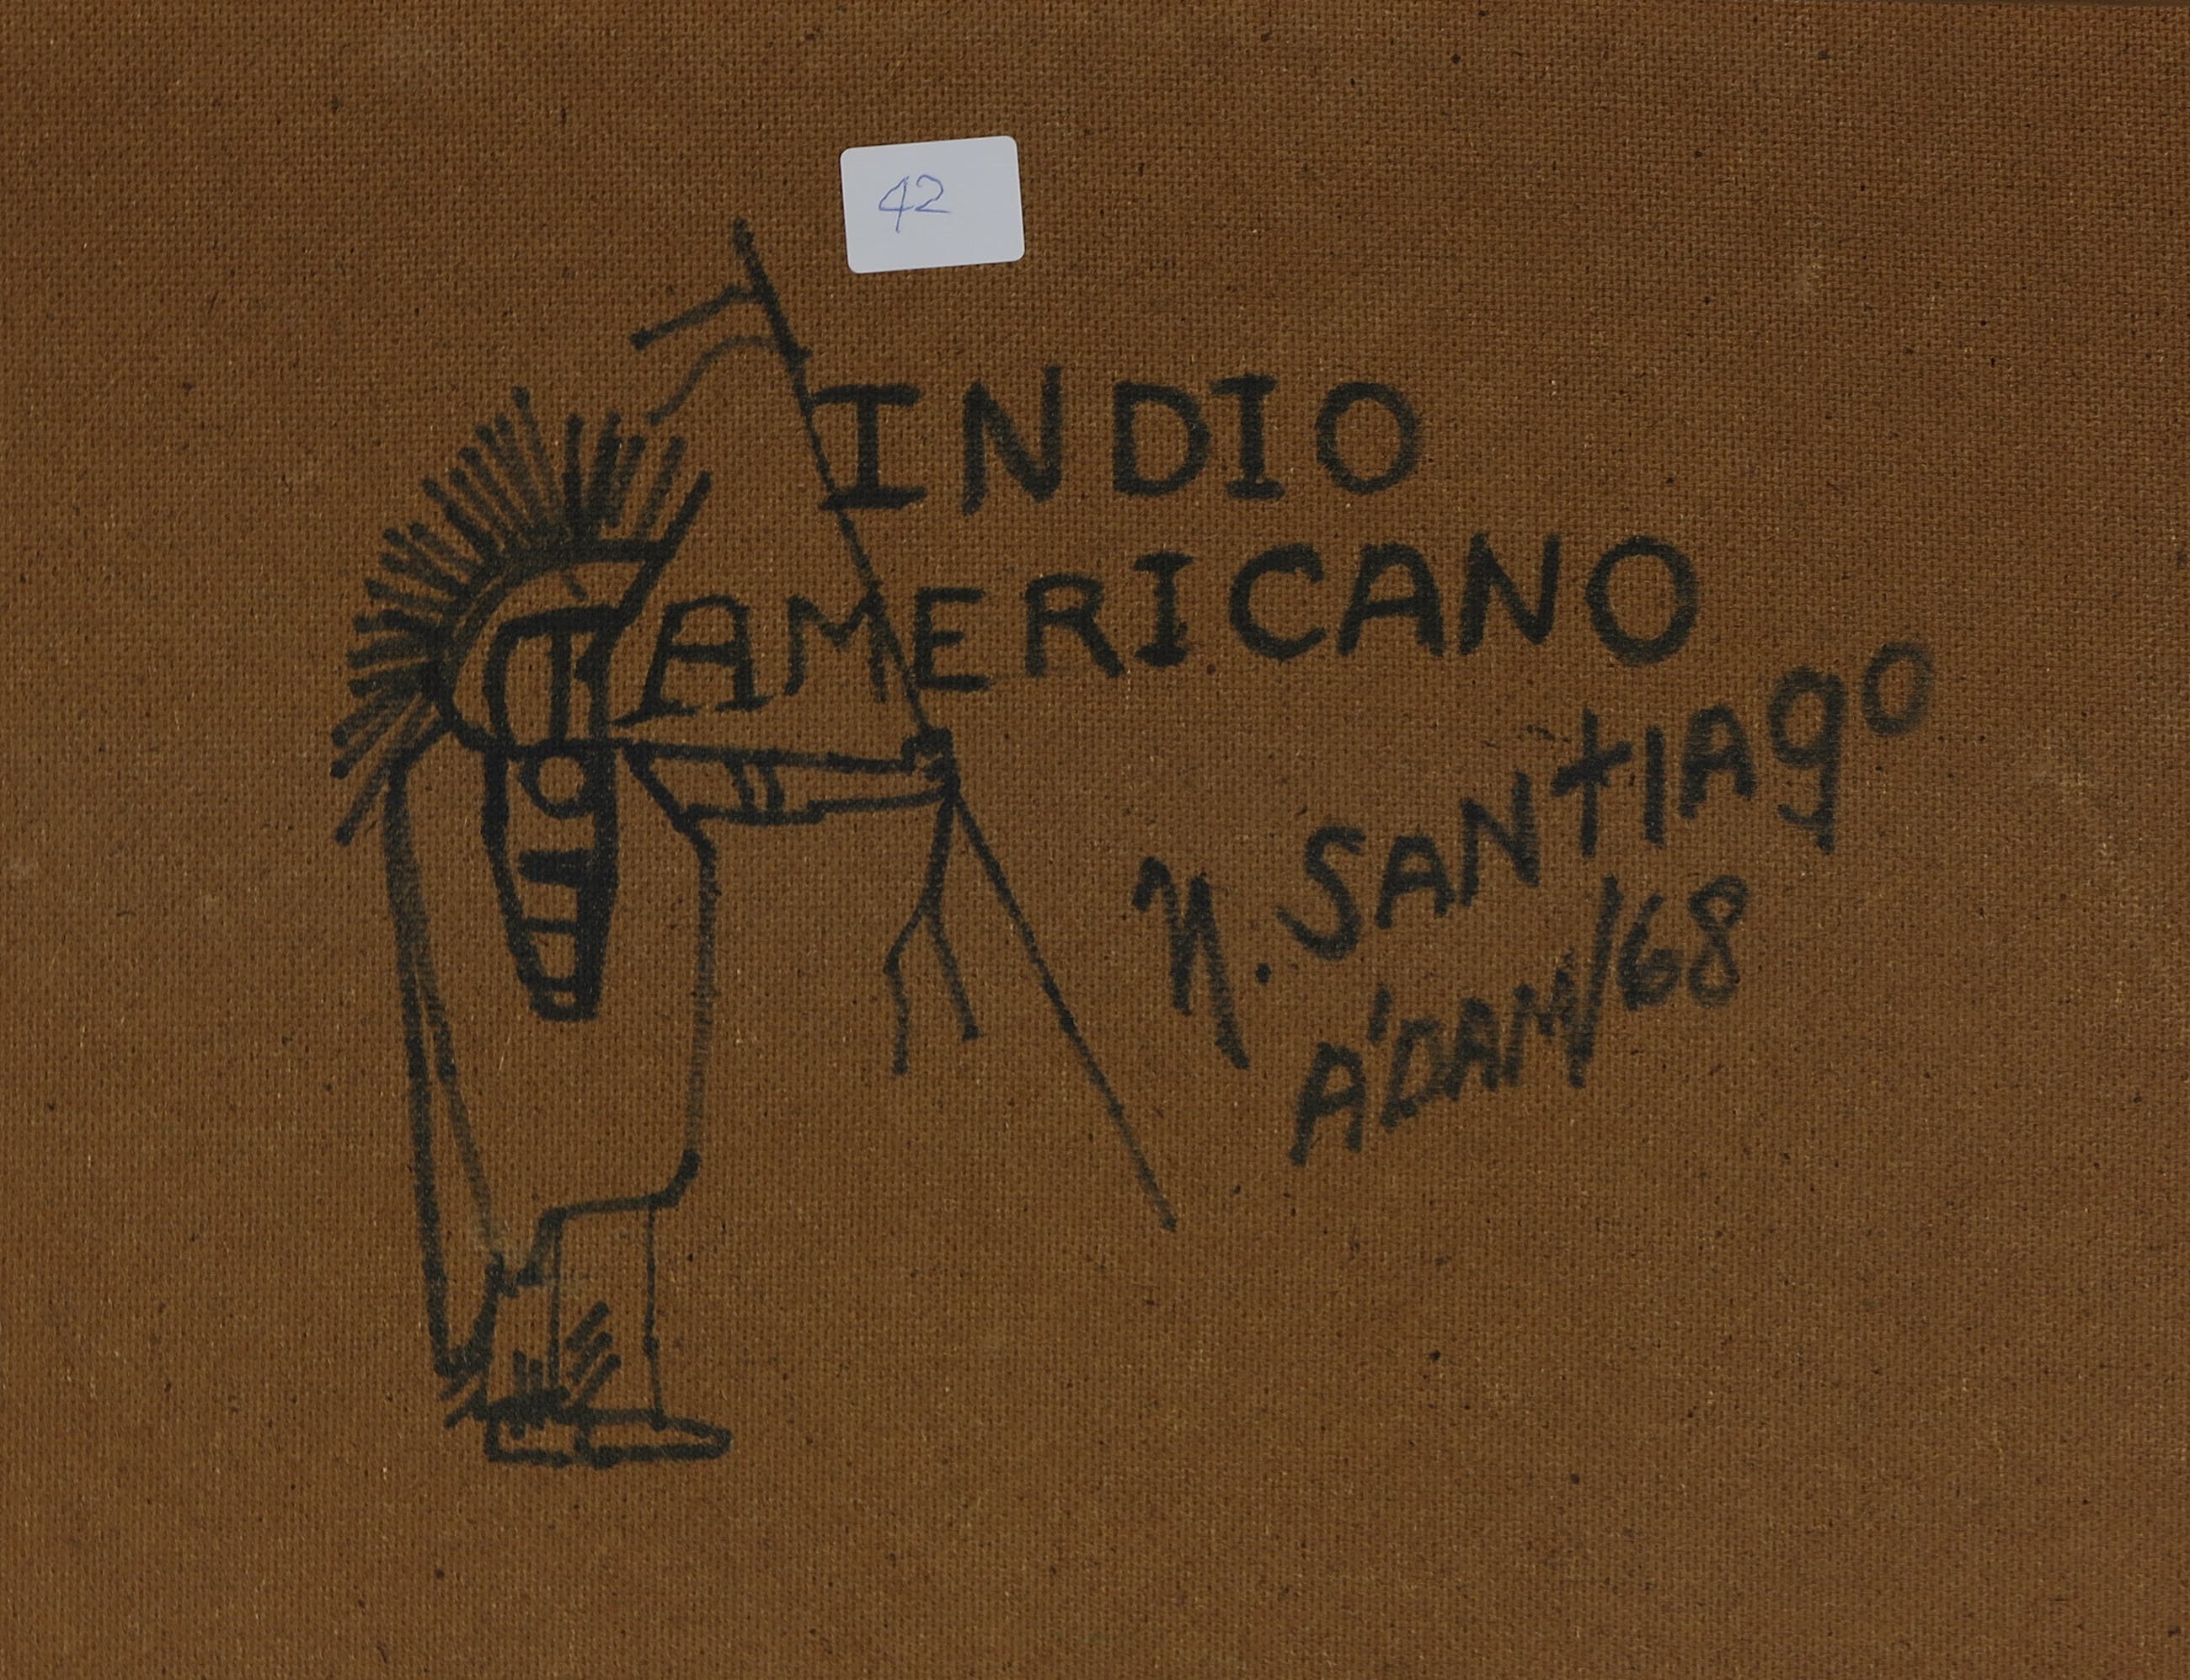 42
INDIO
AMERICANO
N. SANTIAgO
A'DAM/68